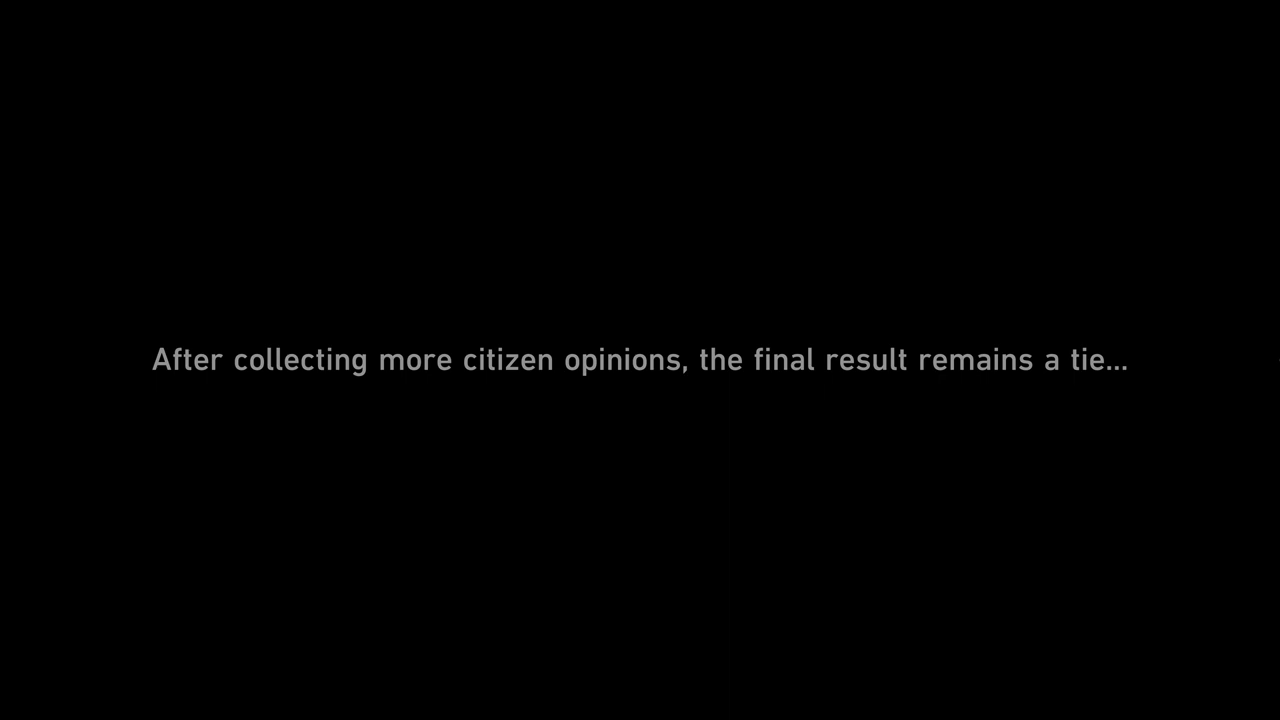 After collecting more citizen opinions, the final result remains a tie...